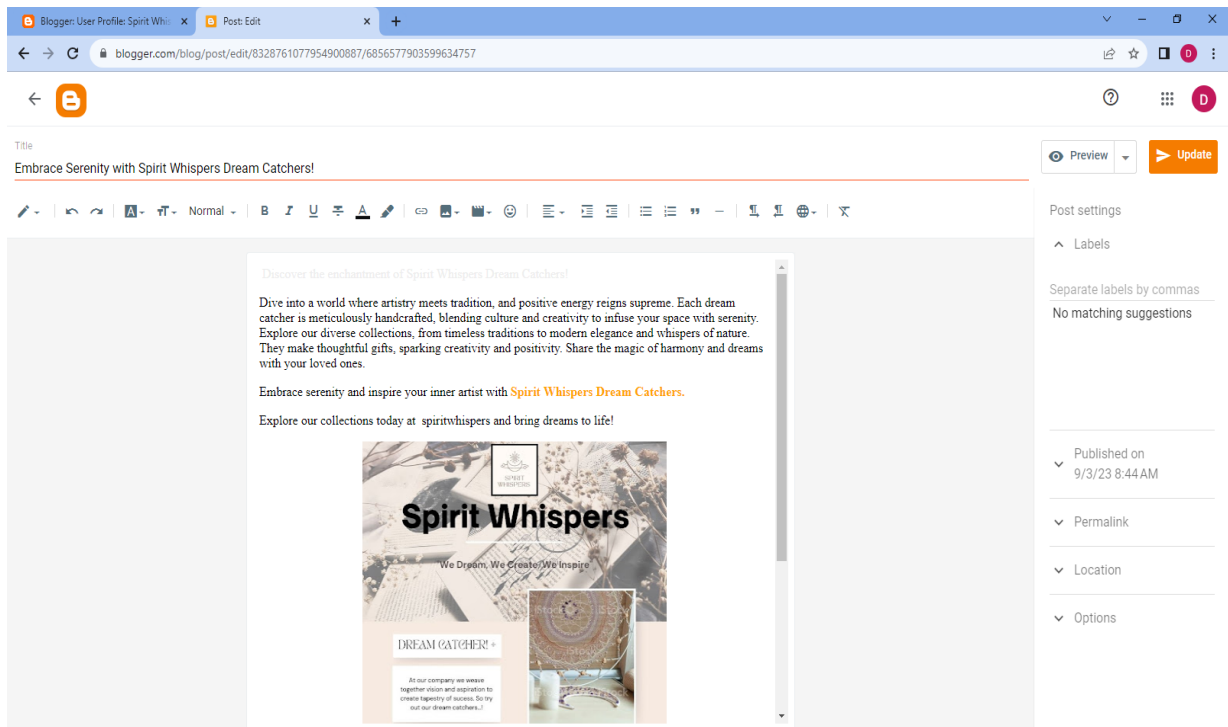 Blogger: User Profile: Spirit Whis
Post: Edit
blogger.com/blog/post/edit/8328761077954900887/6856577903599634757
D
D
Title
Embrace Serenity with Spirit Whispers Dream Catchers!
Preview
Update
Normal
B I U A
Post settings
Labels
Separate labels by commas
No matching suggestions
Published on
9/3/23 8:44 AM
Permalink
Location
Options
Discover the enchantment of Spirit Whispers Dream Catchers!
Dive into a world where artistry meets tradition, and positive energy reigns supreme. Each dream
catcher is meticulously handcrafted, blending culture and creativity to infuse your space with serenity.
Explore our diverse collections, from timeless traditions to modern elegance and whispers of nature.
They make thoughtful gifts, sparking creativity and positivity. Share the magic of harmony and dreams
with your loved ones.
Embrace serenity and inspire your inner artist with Spirit Whispers Dream Catchers.
Explore our collections today at  spiritwhispers and bring dreams to life!
SPIRIT
WHISPERS
Spirit Whispers
"We Dream, We Create, We Inspire"
iStock
iStock
DREAM CATCHER!
At our company we weave
together vision and aspiration to
create tapestry of sucess. So try
out our dream catchers..!